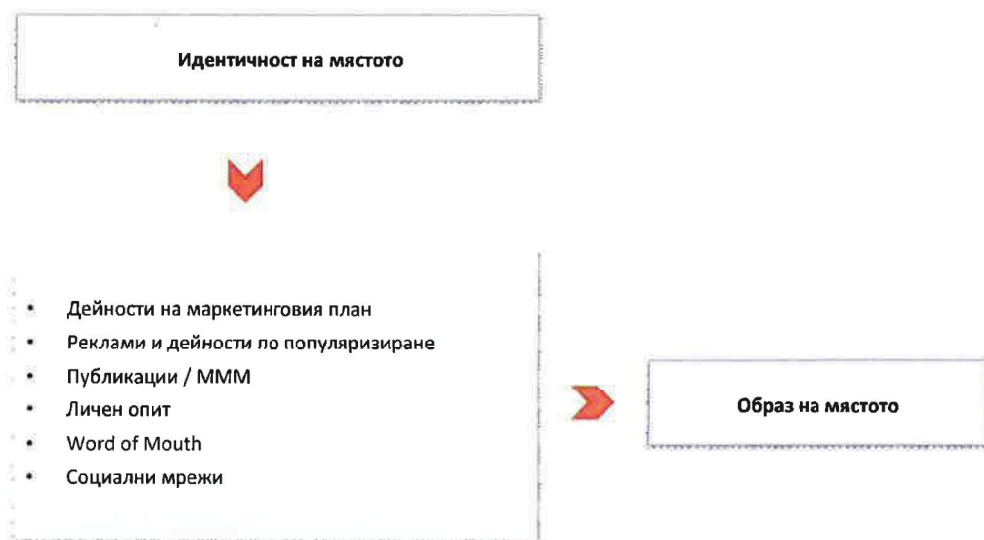 Идентичност на мястото
• Дейности на маркетинговия план
• Реклами и дейности по популяризиране
• Публикации / МММ
• Личен опит
• Word of Mouth
• Социални мрежи
Образ на мястото